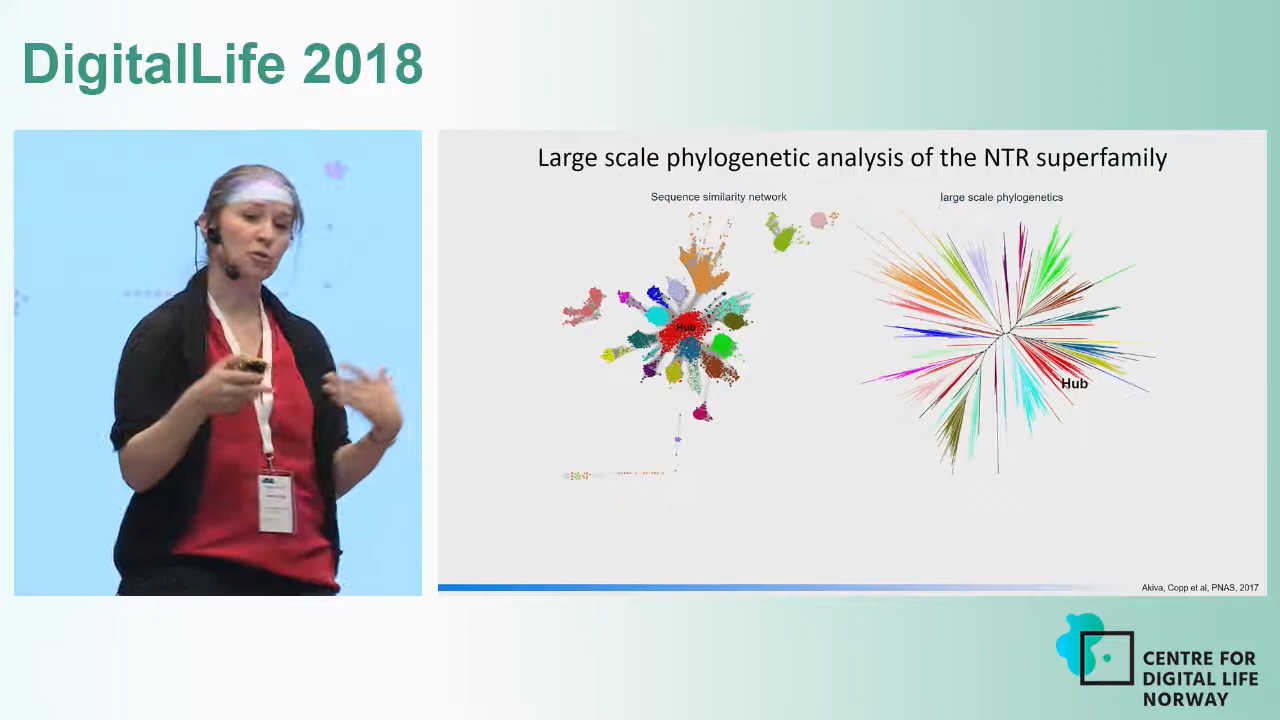 DigitalLife 2018
Large scale phylogenetic analysis of the NTR superfamily
Sequence similarity network
large scale phylogenetics
Hub
Hub
Akiva, Copp et al, PNAS, 2017
CENTRE FOR
DIGITAL LIFE
NORWAY